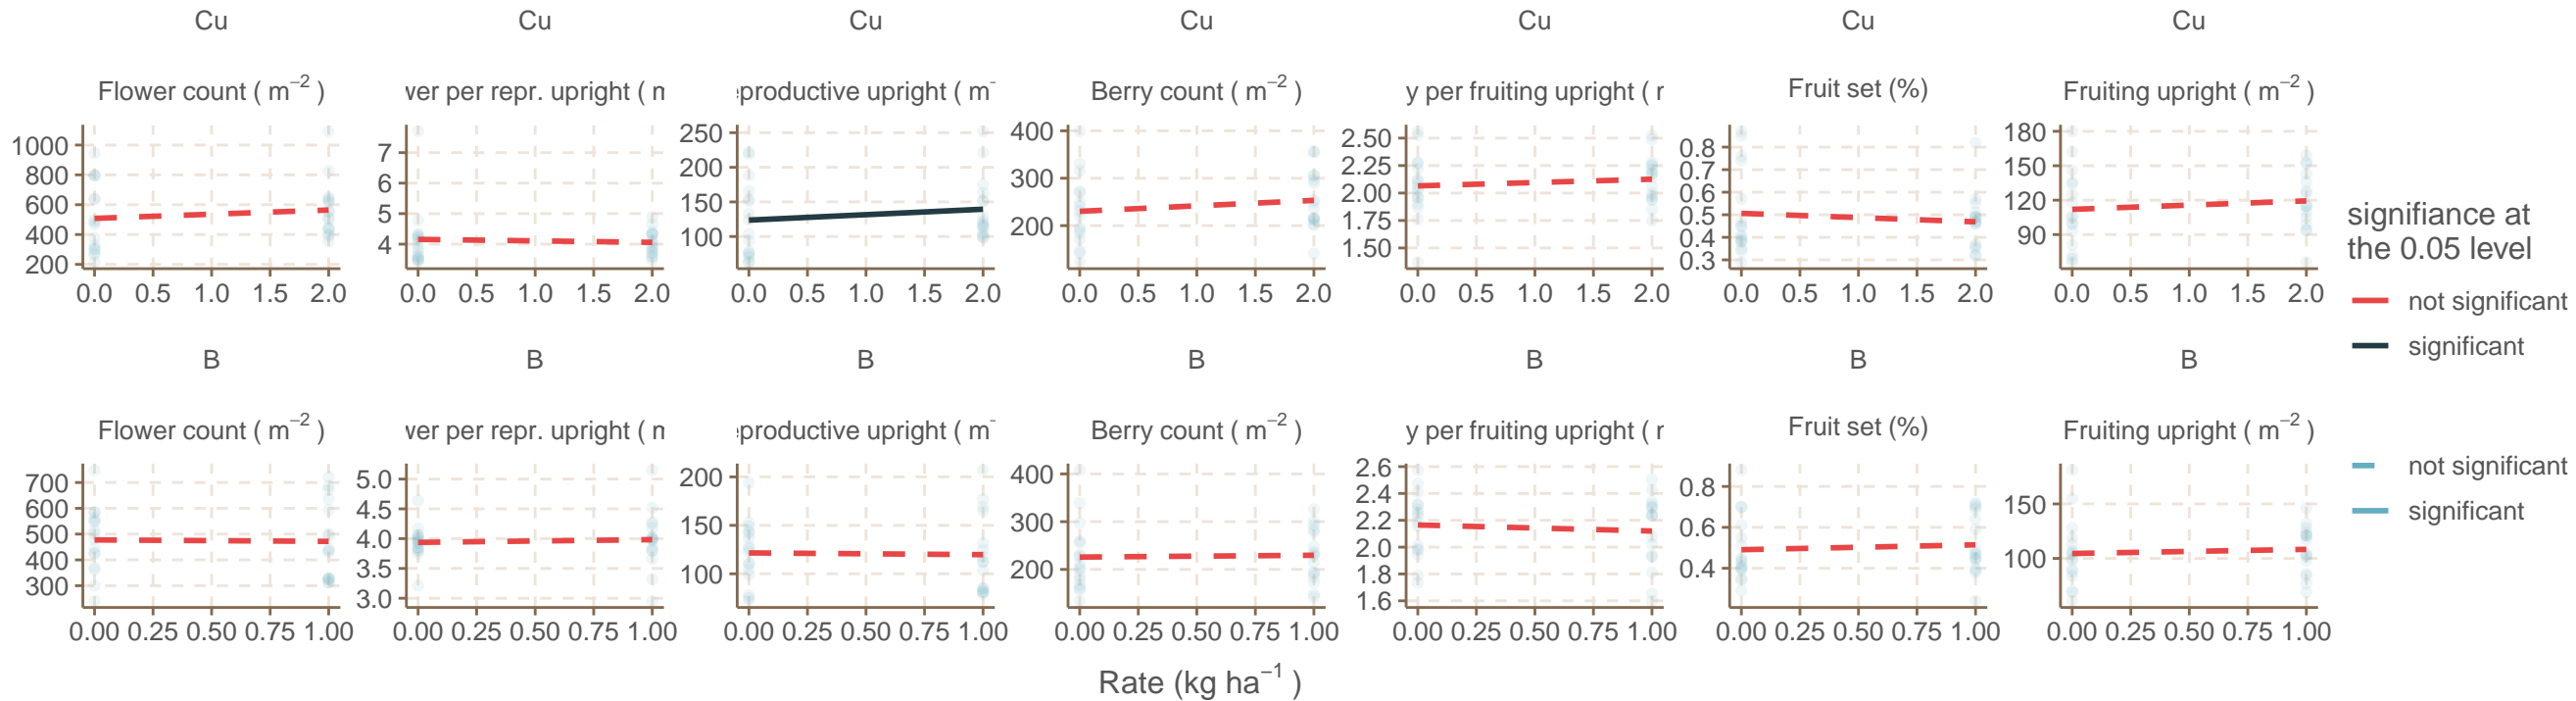 Cu Cu Cu Cu Cu Cu Cu
Flower count ( m⁻² ) wer per repr. upright ( m eproductive upright ( m⁻ Berry count ( m⁻² ) y per fruiting upright ( r Fruit set (%) Fruiting upright ( m⁻² )
1000 800 600 400 200
7 6 5 4
250 200 150 100
400 300 200
2.50 2.25 2.00 1.75 1.50
0.8 0.7 0.6 0.5 0.4 0.3
180 150 120 90
0.0 0.5 1.0 1.5 2.0 0.0 0.5 1.0 1.5 2.0 0.0 0.5 1.0 1.5 2.0 0.0 0.5 1.0 1.5 2.0 0.0 0.5 1.0 1.5 2.0 0.0 0.5 1.0 1.5 2.0 0.0 0.5 1.0 1.5 2.0
B B B B B B B
Flower count ( m⁻² ) wer per repr. upright ( m eproductive upright ( m⁻ Berry count ( m⁻² ) y per fruiting upright ( r Fruit set (%) Fruiting upright ( m⁻² )
700 600 500 400 300
5.0 4.5 4.0 3.5 3.0
200 150 100
400 300 200
2.6 2.4 2.2 2.0 1.8 1.6
0.8 0.6 0.4
150 100
0.00 0.25 0.50 0.75 1.00 0.00 0.25 0.50 0.75 1.00 0.00 0.25 0.50 0.75 1.00 0.00 0.25 0.50 0.75 1.00 0.00 0.25 0.50 0.75 1.00 0.00 0.25 0.50 0.75 1.00 0.00 0.25 0.50 0.75 1.00
Rate (kg ha⁻¹ )
signifiance at
the 0.05 level
not significant
significant
not significant
significant